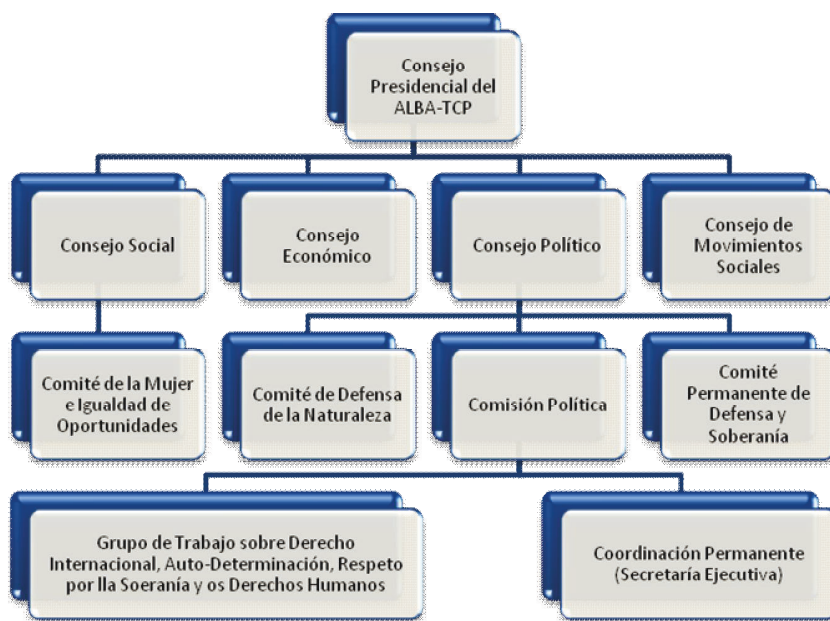 Consejo
Presidencial del
ALBA-TCP
Consejo Social
Consejo
Económico
Consejo Político
Consejo de
Movimientos
Sociales
Comité de la Mujer
e Igualdad de
Oportunidades
Comité de Defensa
de la Naturaleza
Comisión Política
Comité
Permanente de
Defensa y
Soberanía
Grupo de Trabajo sobre Derecho
Internacional, Auto-Determinación, Respeto
por lla Soeranía y os Derechos Humanos
Coordinación Permanente
(Secretaría Ejecutiva)